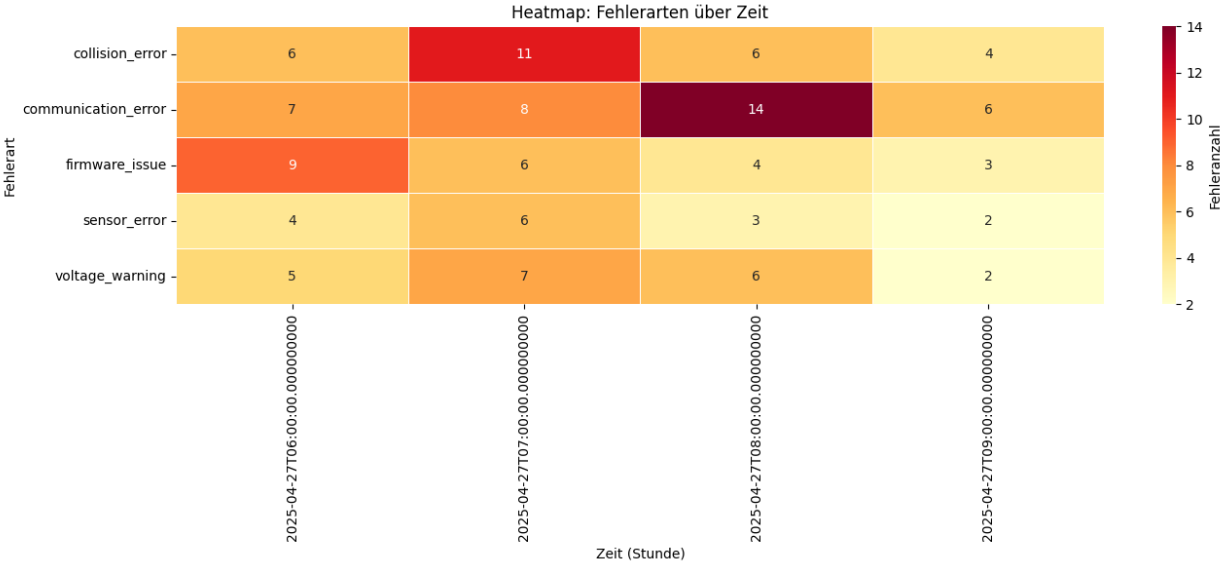 Heatmap: Fehlerarten über Zeit
Fehlerart
collision_error 6 11 6 4
communication_error 7 8 14 6
firmware_issue 9 6 4 3
sensor_error 4 6 3 2
voltage_warning 5 7 6 2
2025-04-27T06:00:00.000000000
2025-04-27T07:00:00.000000000
2025-04-27T08:00:00.000000000
2025-04-27T09:00:00.000000000
Zeit (Stunde)
14
12
10
8
6
4
2
Fehleranzahl